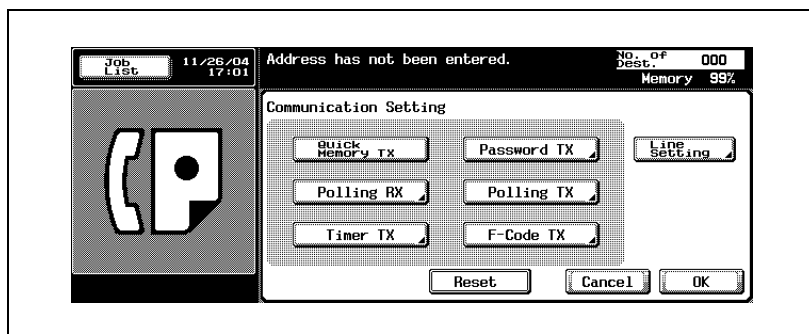 Job
List
11/26/04
17:01
Address has not been entered.
No. of
Dest.
000
Memory 99%
Communication Setting
Quick
Memory TX
Password TX
Line
Setting
Polling RX
Polling TX
Timer TX
F-Code TX
Reset
Cancel
OK